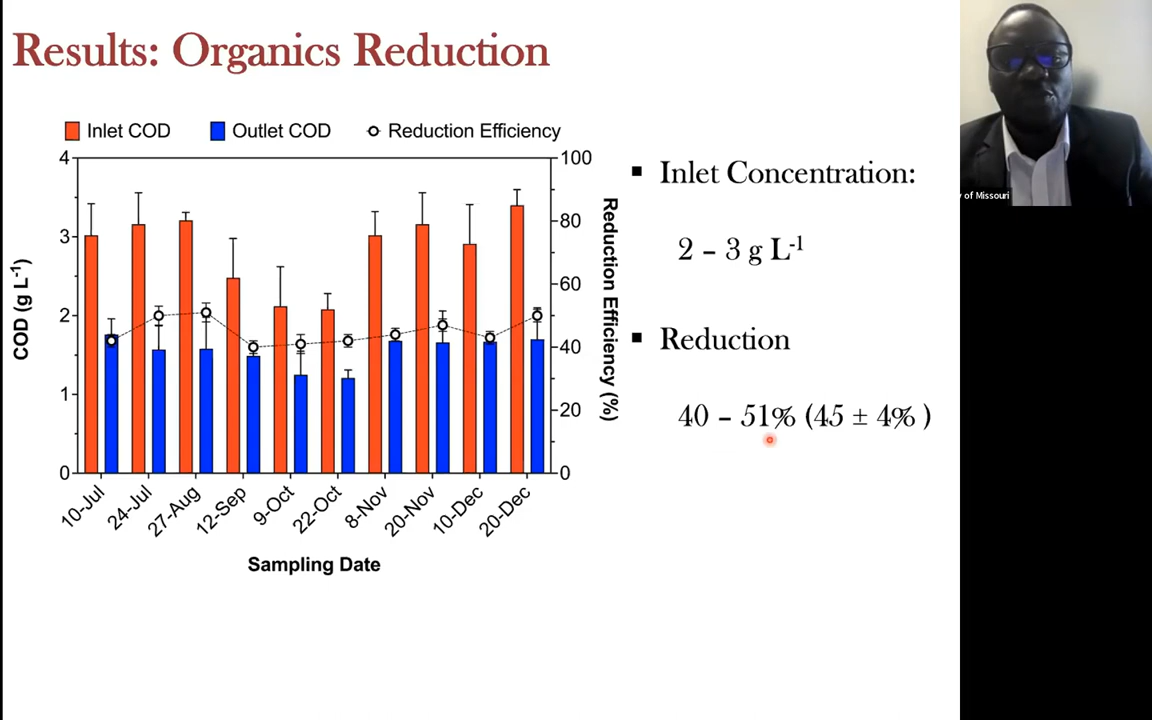 Results: Organics Reduction
Inlet COD Outlet COD Reduction Efficiency
4
3
2
1
0
COD (g L-1)
100
80
60
40
20
0
Reduction Efficiency (%)
10-Jul
24-Jul
27-Aug
12-Sep
9-Oct
22-Oct
8-Nov
20-Nov
10-Dec
20-Dec
Sampling Date
▪ Inlet Concentration:
2 – 3 g L-1
▪ Reduction
40 – 51% (45 ± 4% )
y of Missouri